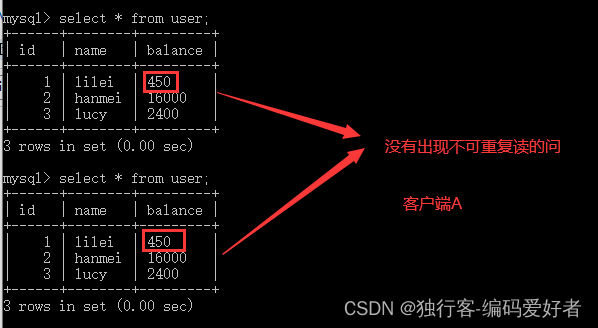 mysql> select * from user;
+----+--------+---------+
| id | name | balance |
+----+--------+---------+
| 1 | lilei | 450
| 2 | hanmei | 16000
| 3 | lucy | 2400
+----+--------+---------+
3 rows in set (0.00 sec)
没有出现不可重复读的问
mysql> select * from user;
+----+--------+---------+
| id | name | balance |
客户端A
+----+--------+---------+
| 1 | lilei | 450
| 2 | hanmei | 16000
| 3 | lucy | 2400
+----+--------+---------+
3 rows in set (0.00 sec)
CSDN @独行客-编码爱好者